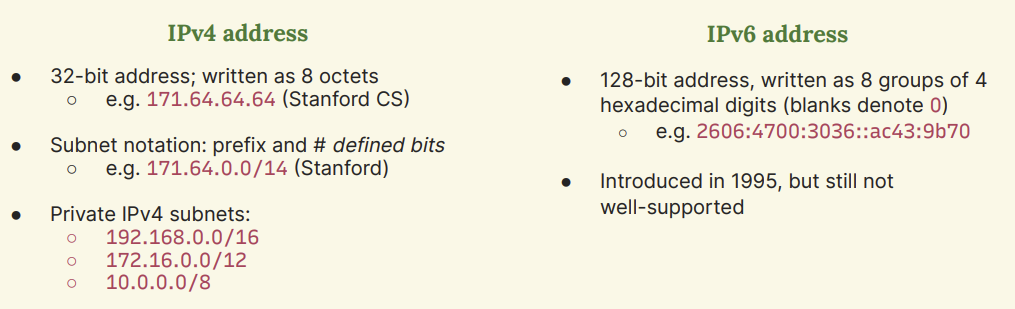 IPv4 address
● 32-bit address; written as 8 octets
○ e.g. 171.64.64.64 (Stanford CS)
● Subnet notation: prefix and # defined bits
○ e.g. 171.64.0.0/14 (Stanford)
● Private IPv4 subnets:
○ 192.168.0.0/16
○ 172.16.0.0/12
○ 10.0.0.0/8
IPv6 address
● 128-bit address, written as 8 groups of 4
hexadecimal digits (blanks denote 0)
○ e.g. 2606:4700:3036::ac43:9b70
● Introduced in 1995, but still not
well-supported